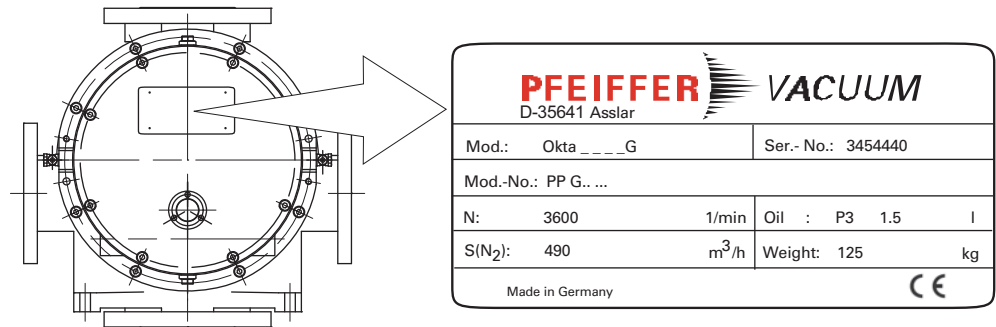 PFEIFFER VACUUM
D-35641 Asslar
Mod.: Okta _ _ _ _ G Ser.- No.: 3454440
Mod.-No.: PP G.. ...
N: 3600 1/min Oil : P3 1.5 l
S(N₂): 490 m³/h Weight: 125 kg
Made in Germany CE